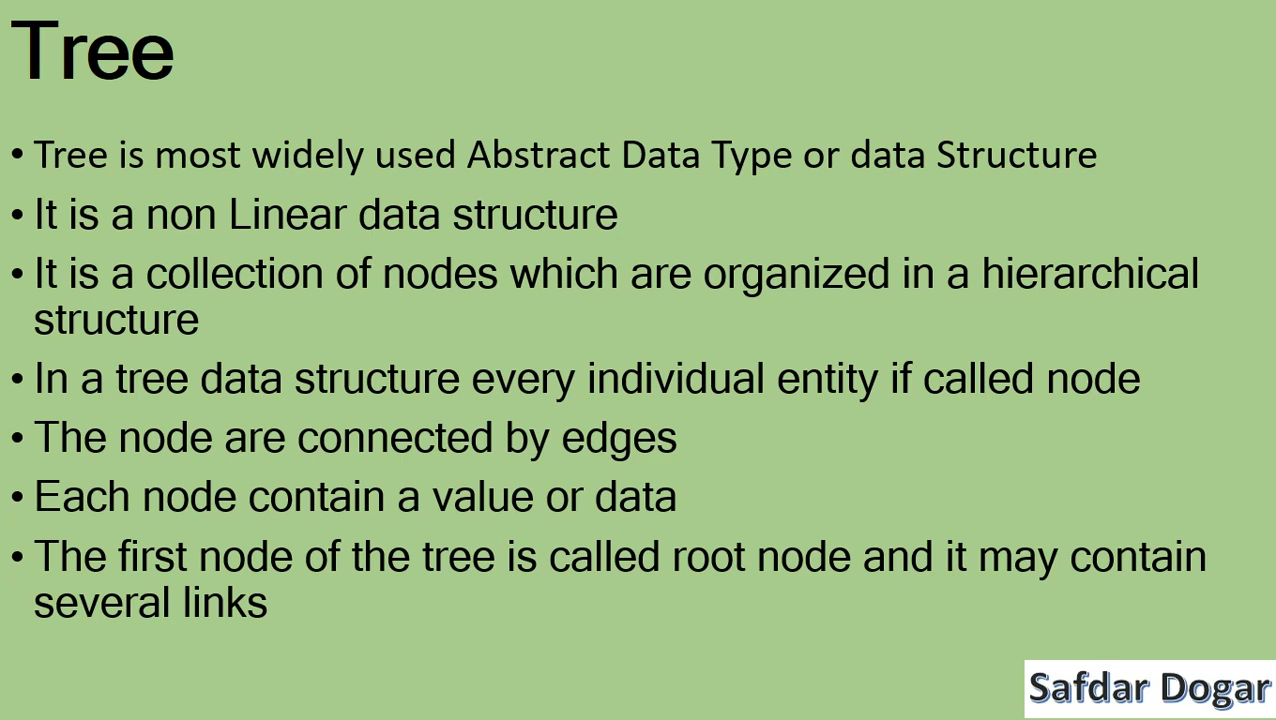 Tree
• Tree is most widely used Abstract Data Type or data Structure
• It is a non Linear data structure
• It is a collection of nodes which are organized in a hierarchical
structure
• In a tree data structure every individual entity if called node
• The node are connected by edges
• Each node contain a value or data
• The first node of the tree is called root node and it may contain
several links
Safdar Dogar